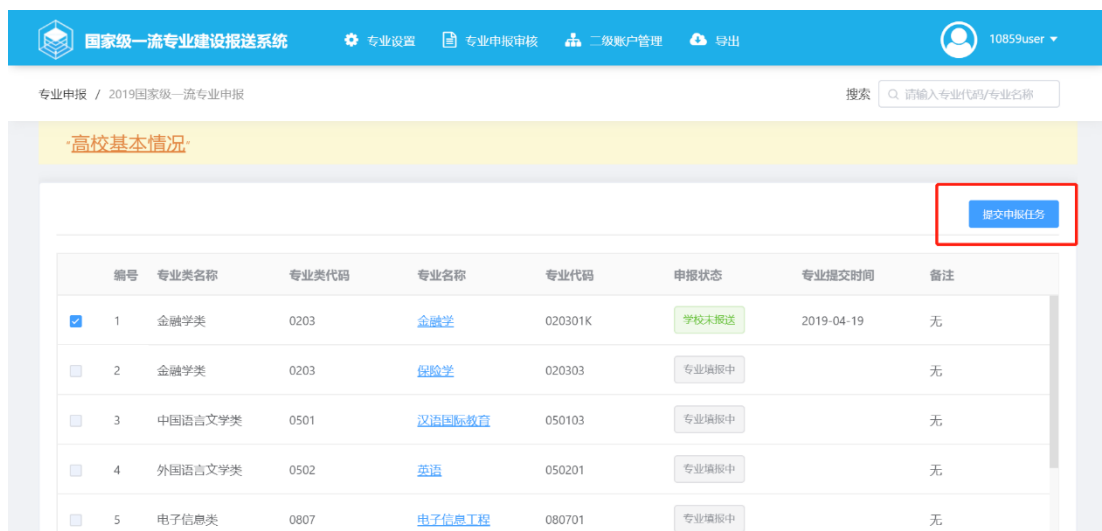 国家级一流专业建设报送系统 专业设置 专业申报审核 二级账户管理 导出 10859user
专业申报 / 2019国家级一流专业申报 搜索 请输入专业代码/专业名称
“高校基本情况”
提交申报任务
编号 专业类名称 专业类代码 专业名称 专业代码 申报状态 专业提交时间 备注
1 金融学类 0203 金融学 020301K 学校未报送 2019-04-19 无
2 金融学类 0203 保险学 020303 专业填报中 无
3 中国语言文学类 0501 汉语国际教育 050103 专业填报中 无
4 外国语言文学类 0502 英语 050201 专业填报中 无
5 电子信息类 0807 电子信息工程 080701 专业填报中 无